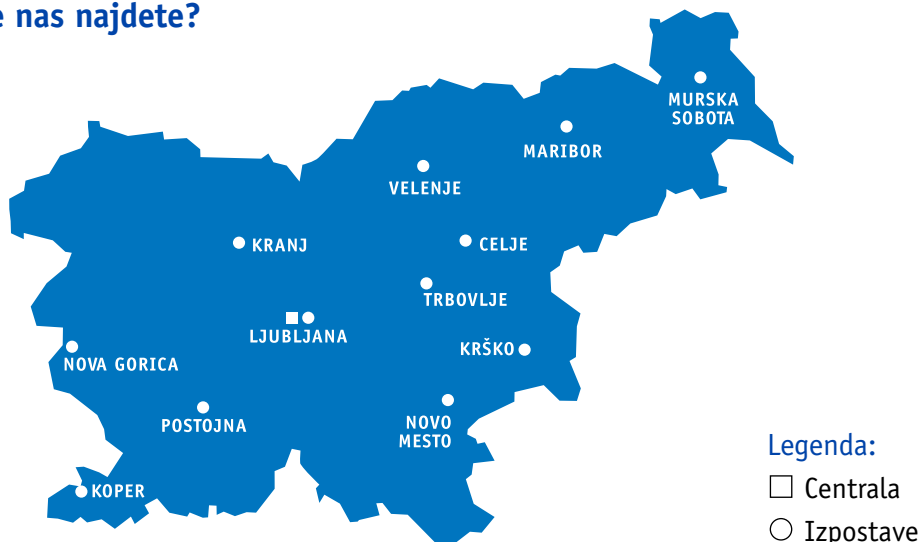 nas najdete?
MURSKA
SOBOTA
MARIBOR
VELENJE
KRANJ
CELJE
TRBOVLJE
LJUBLJANA
KRŠKO
NOVA GORICA
POSTOJNA
NOVO
MESTO
KOPER
Legenda:
Centrala
Izpostave